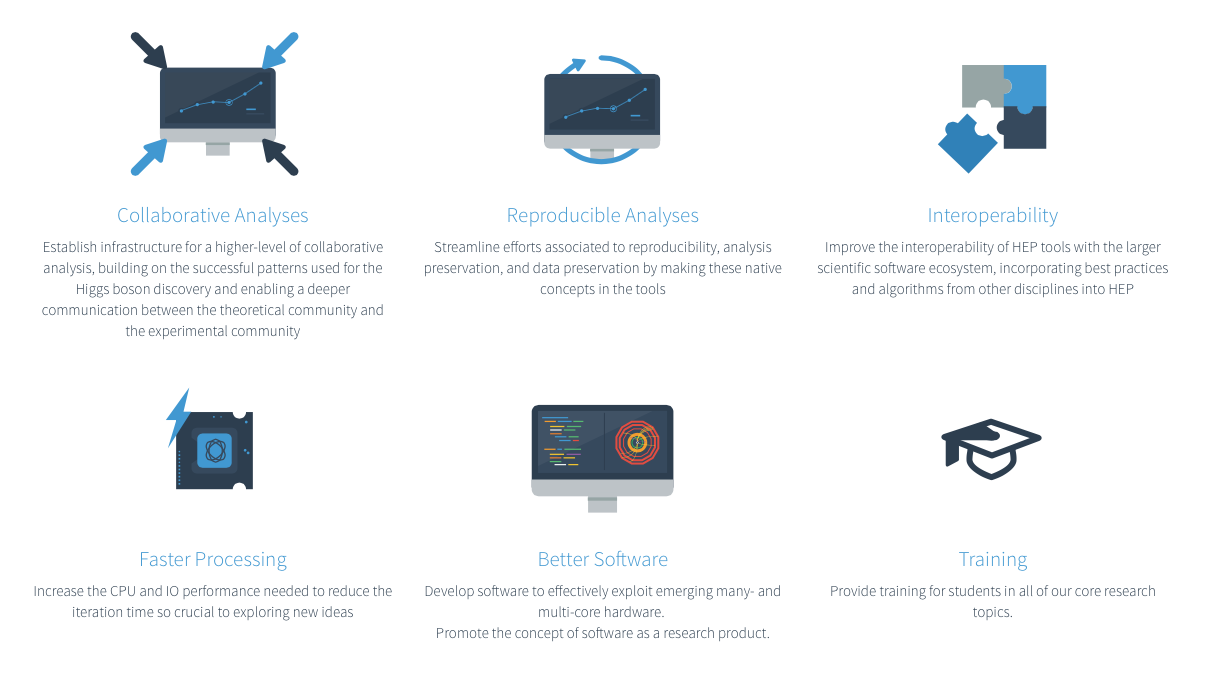 Collaborative Analyses
Establish infrastructure for a higher-level of collaborative
analysis, building on the successful patterns used for the
Higgs boson discovery and enabling a deeper
communication between the theoretical community and
the experimental community
Reproducible Analyses
Streamline efforts associated to reproducibility, analysis
preservation, and data preservation by making these native
concepts in the tools
Interoperability
Improve the interoperability of HEP tools with the larger
scientific software ecosystem, incorporating best practices
and algorithms from other disciplines into HEP
Faster Processing
Increase the CPU and IO performance needed to reduce the
iteration time so crucial to exploring new ideas
Better Software
Develop software to effectively exploit emerging many- and
multi-core hardware.
Promote the concept of software as a research product.
Training
Provide training for students in all of our core research
topics.